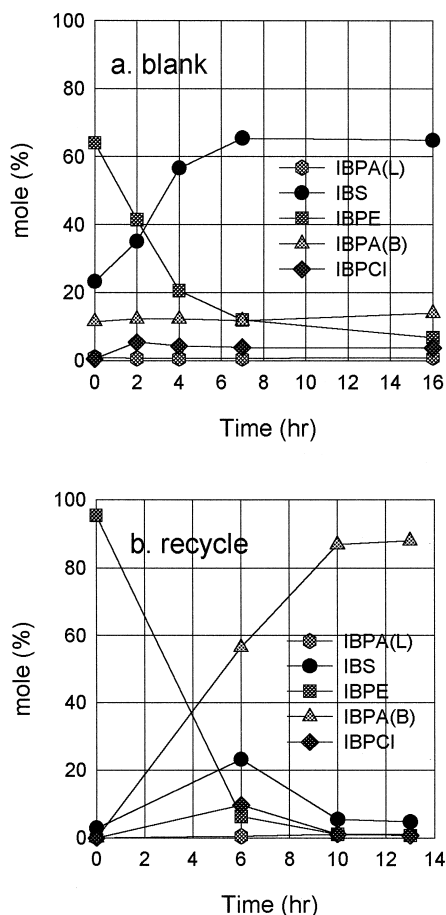 100
a. blank
80
60
40
20
0
mole (%)
IBPA(L)
IBS
IBPE
IBPA(B)
IBPCI
0 2 4 6 8 10 12 14 16
Time (hr)
100
b. recycle
80
60
40
20
0
mole (%)
IBPA(L)
IBS
IBPE
IBPA(B)
IBPCI
0 2 4 6 8 10 12 14
Time (hr)